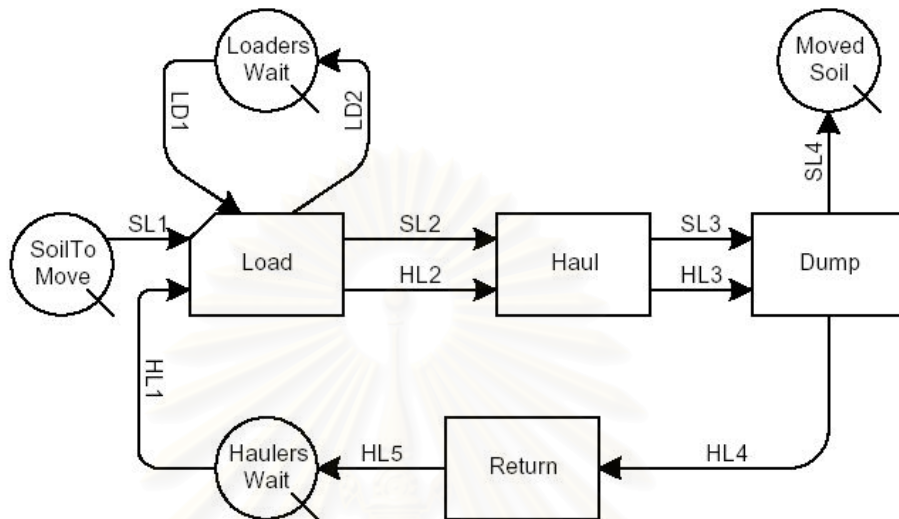 Loaders
Wait
Moved
Soil
LD1
LD2
SL4
SoilTo
Move
SL1
Load
SL2
HL2
Haul
SL3
HL3
Dump
HL1
Haulers
Wait
HL5
Return
HL4